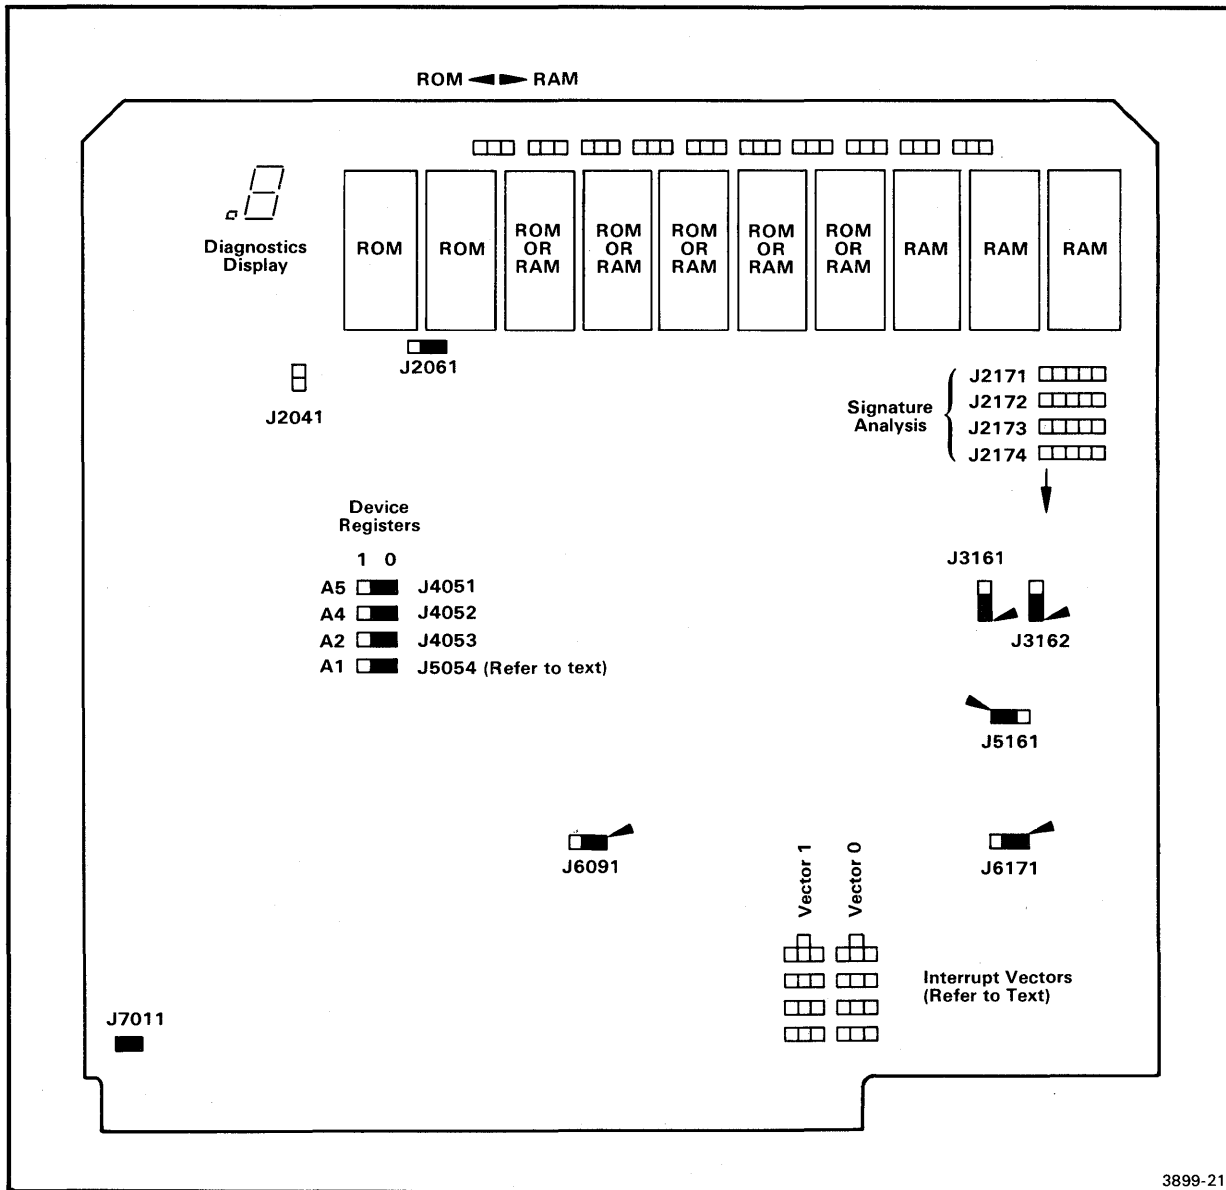 ROM RAM
Diagnostics
Display
ROM
ROM
ROM
OR
RAM
ROM
OR
RAM
ROM
OR
RAM
ROM
OR
RAM
ROM
OR
RAM
RAM
RAM
RAM
J2061
J2041
Signature
Analysis
J2171
J2172
J2173
J2174
Device
Registers
1 0
A5 J4051
A4 J4052
A2 J4053
A1 J5054 (Refer to text)
J3161
J3162
J5161
J6091
J6171
Vector 1
Vector 0
Interrupt Vectors
(Refer to Text)
J7011
3899-21